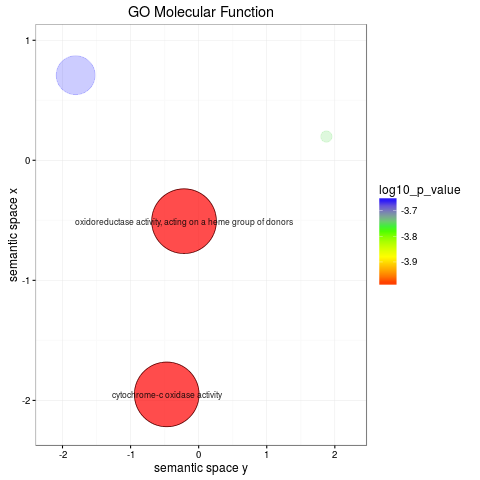 GO Molecular Function
1
0
-1
-2
semantic space x
oxidoreductase activity, acting on a heme group of donors
cytochrome-c oxidase activity
-2
-1
0
1
2
semantic space y
log10_p_value
-3.7
-3.8
-3.9